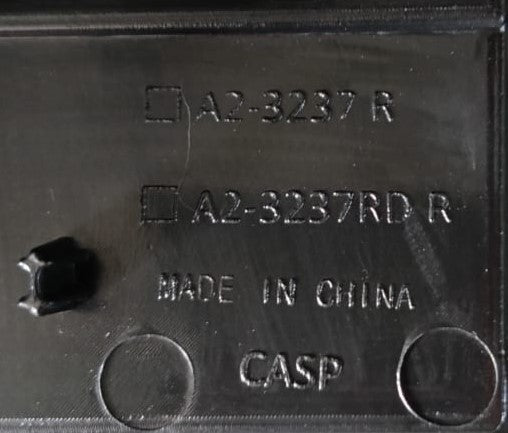 □ A2-3237 R
□ A2-3237RD R
MADE IN CHINA
CASP